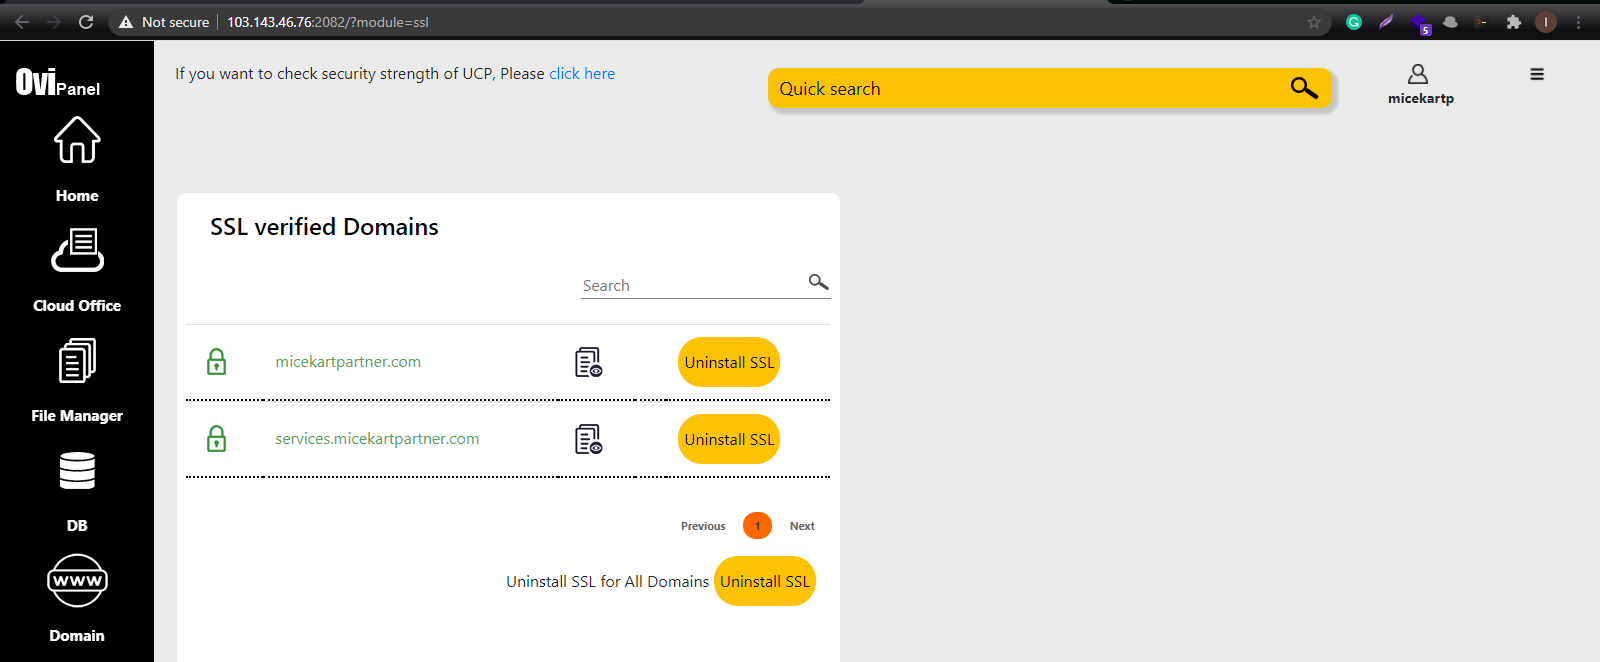 Not secure 103.143.46.76:2082/?module=ssl
G
5
I
OviPanel
If you want to check security strength of UCP, Please click here
Quick search
micekartp
Home
Cloud Office
File Manager
DB
WWW
Domain
SSL verified Domains
Search
micekartpartner.com Uninstall SSL
services.micekartpartner.com Uninstall SSL
Previous 1 Next
Uninstall SSL for All Domains Uninstall SSL